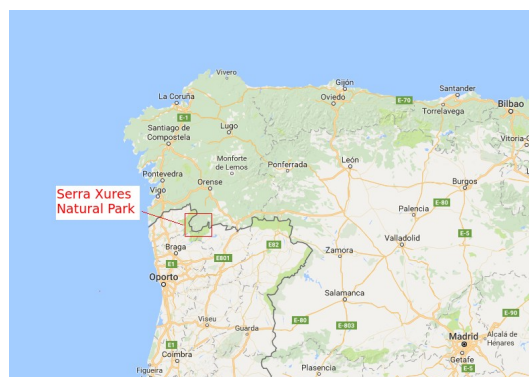 Vivero
La Coruña
Gijón
Oviedo
Santander
Torrelavega
E-70
Bilbao
E-1
Lugo
Santiago de
Compostela
Vitoria-G
Monforte
de Lemos
Ponferrada
León
Pontevedra
Orense
Vigo
Burgos
Serra Xures
Natural Park
Palencia
E-80
Braga
E82
Valladolid
E-5
E1
E801
Zamora
Oporto
Salamanca
E-80
E-803
E-90
Viseu
Guarda
Madrid
Alcalá de
Henares
E1
Coimbra
Getafe
E-5
Figueira
Plasencia